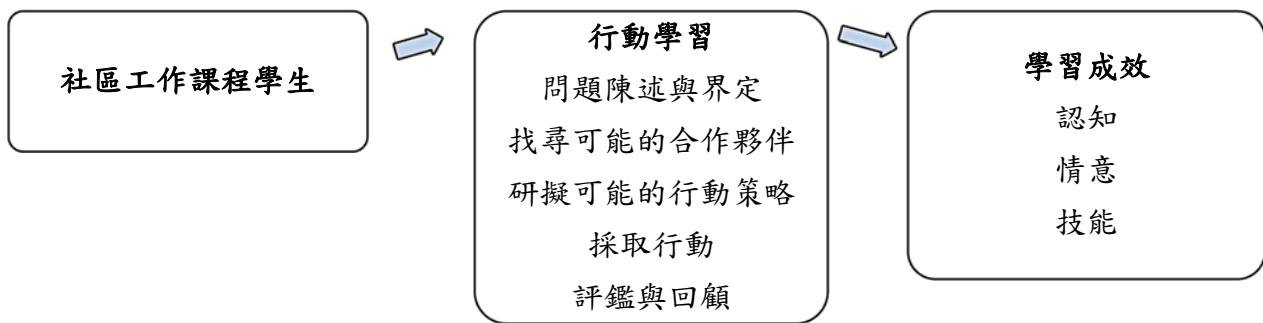 社區工作課程學生
行動學習
問題陳述與界定
找尋可能的合作夥伴
研擬可能的行動策略
採取行動
評鑑與回顧
學習成效
認知
情意
技能